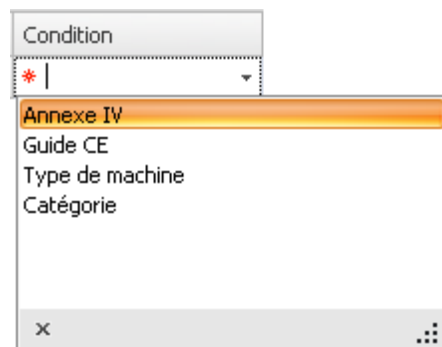 Condition
Annexe IV
Guide CE
Type de machine
Catégorie